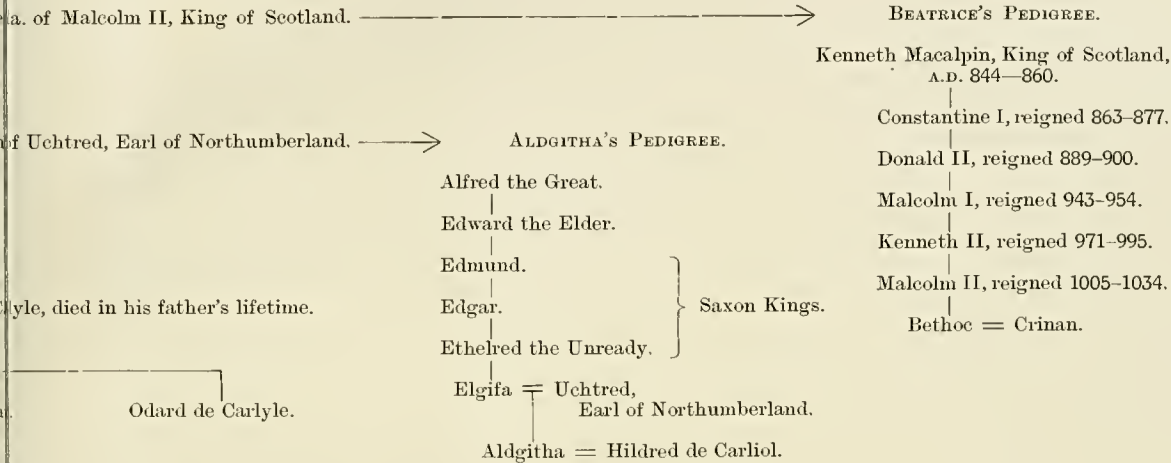 da. of Malcolm II, King of Scotland.
BEATRICE'S PEDIGREE.
Kenneth Macalpin, King of Scotland,
A.D. 844—860.
Constantine I, reigned 863–877.
Donald II, reigned 889–900.
Malcolm I, reigned 943–954.
Kenneth II, reigned 971–995.
Malcolm II, reigned 1005–1034.
Bethoc = Crinan.
of Uchtred, Earl of Northumberland.
ALDGITHA'S PEDIGREE.
Alfred the Great.
Edward the Elder.
Edmund.
Edgar.
Ethelred the Unready.
Saxon Kings.
Elgifa = Uchtred,
Earl of Northumberland.
Aldgitha = Hildred de Carliol.
lyle, died in his father's lifetime.
Odard de Carlyle.